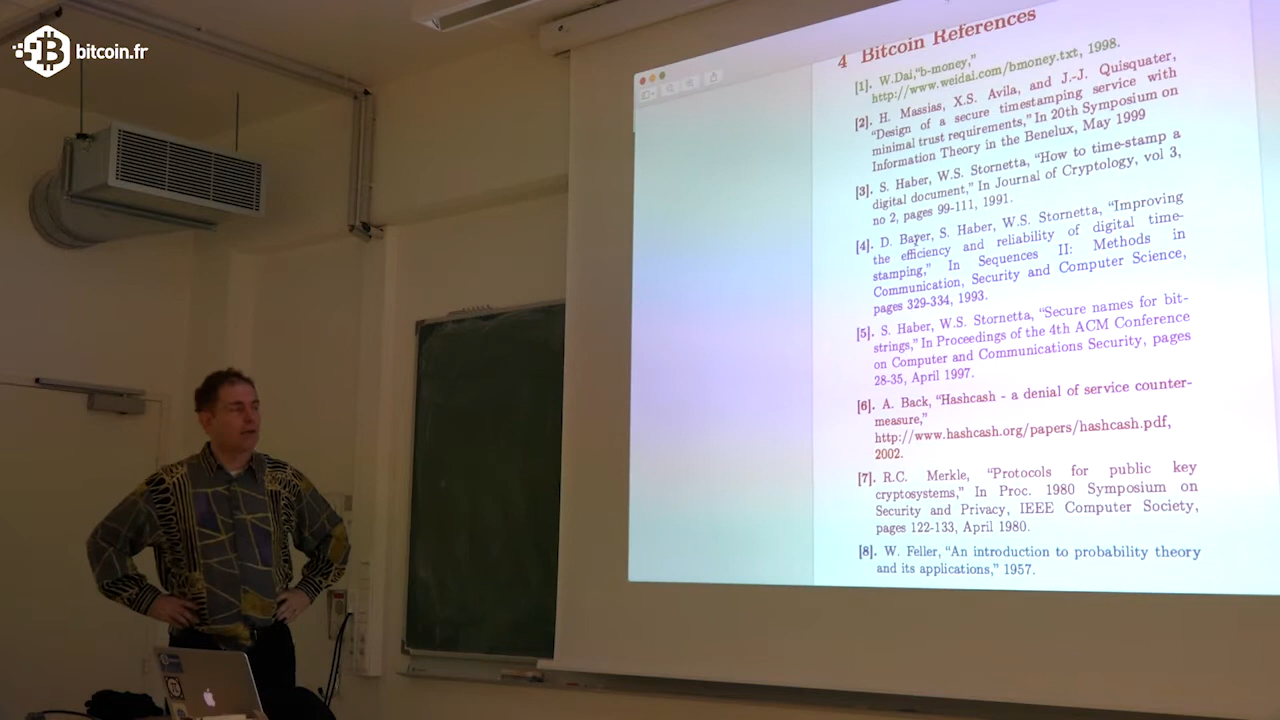 bitcoin.fr
4 Bitcoin References
[1]. W.Dai,"b-money,"
http://www.weidai.com/bmoney.txt, 1998.
[2]. H. Massias, X.S. Avila, and J.-J. Quisquater,
"Design of a secure timestamping service with
minimal trust requirements," In 20th Symposium on
Information Theory in the Benelux, May 1999
[3]. S. Haber, W.S. Stornetta, "How to time-stamp a
digital document," In Journal of Cryptology, vol 3,
no 2, pages 99-111, 1991.
[4]. D. Bayer, S. Haber, W.S. Stornetta, "Improving
the efficiency and reliability of digital time-
stamping," In Sequences II: Methods in
Communication, Security and Computer Science,
pages 329-334, 1993.
[5]. S. Haber, W.S. Stornetta, "Secure names for bit-
strings," In Proceedings of the 4th ACM Conference
on Computer and Communications Security, pages
28-35, April 1997.
[6]. A. Back, "Hashcash - a denial of service counter-
measure,"
http://www.hashcash.org/papers/hashcash.pdf,
2002.
[7]. R.C. Merkle, "Protocols for public key
cryptosystems," In Proc. 1980 Symposium on
Security and Privacy, IEEE Computer Society,
pages 122-133, April 1980.
[8]. W. Feller, "An introduction to probability theory
and its applications," 1957.